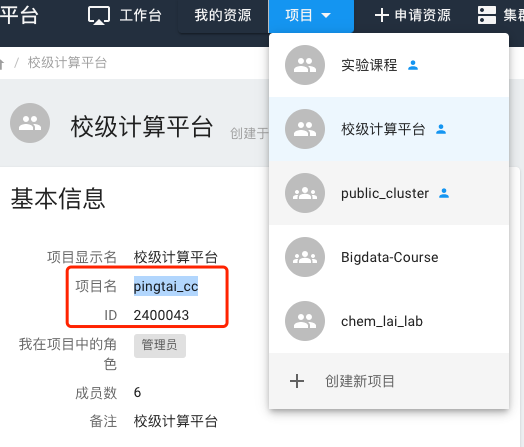 平台 工作台 我的资源 项目 申请资源 集群
/ 校级计算平台
校级计算平台 创建于
基本信息
项目显示名 校级计算平台
项目名 pingtai_cc
ID 2400043
我在项目中的角色 管理员
成员数 6
备注 校级计算平台
实验课程
校级计算平台
public_cluster
Bigdata-Course
chem_lai_lab
创建新项目